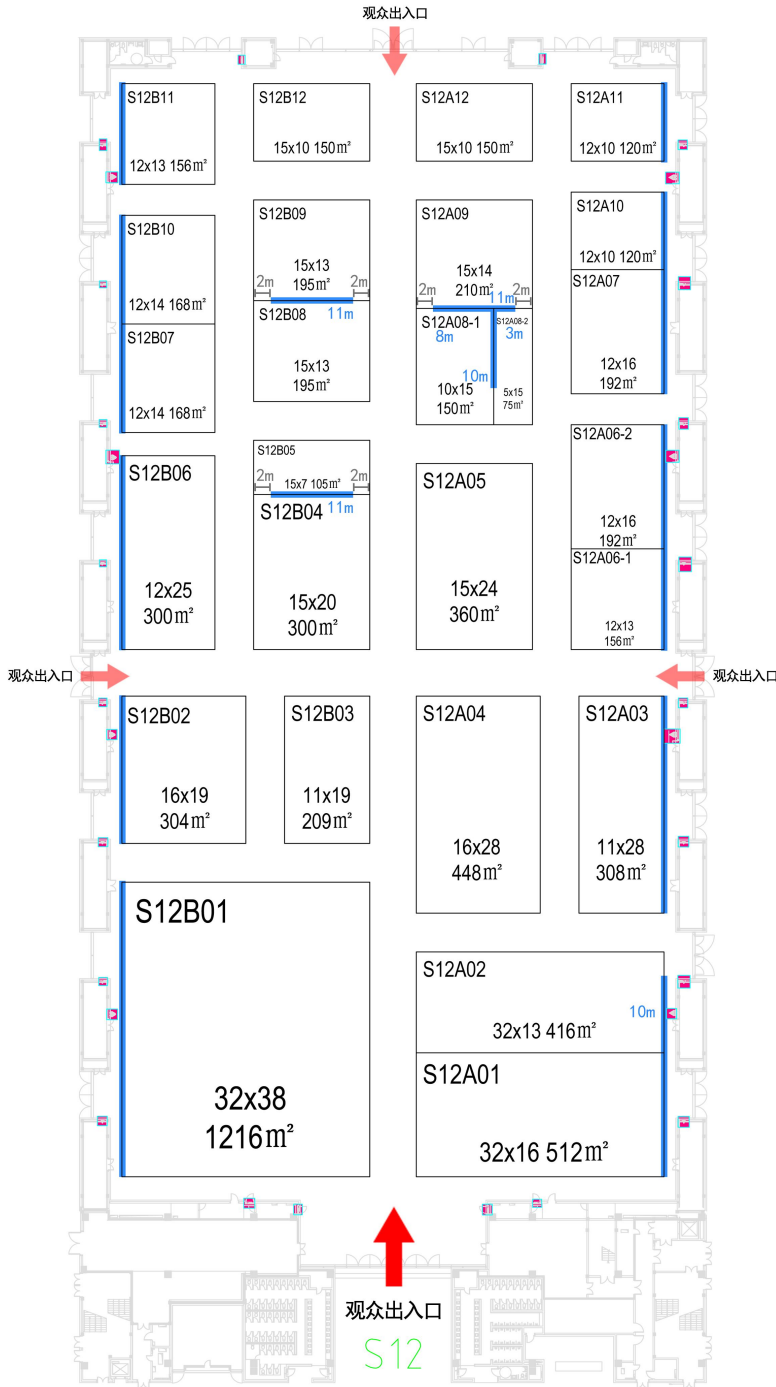 观众出入口
S12B11
12x13 156m²
S12B12
15x10 150m²
S12A12
15x10 150m²
S12A11
12x10 120m²
S12B10
12x14 168m²
S12B07
12x14 168m²
S12B09
15x13
195m²
2m
2m
11m
S12B08
15x13
195m²
S12A09
15x14
210m²
2m
2m
11m
S12A08-1
8m
10m
10x15
150m²
S12A08-2
3m
5x15
75m²
S12A10
12x10 120m²
S12A07
12x16
192m²
S12B06
12x25
300m²
S12B05
2m
15x7 105m²
2m
S12B04
11m
15x20
300m²
S12A05
15x24
360m²
S12A06-2
12x16
192m²
S12A06-1
12x13
156m²
观众出入口
观众出入口
S12B02
16x19
304m²
S12B03
11x19
209m²
S12A04
16x28
448m²
S12A03
11x28
308m²
S12B01
32x38
1216m²
S12A02
10m
32x13 416m²
S12A01
32x16 512m²
观众出入口
S12